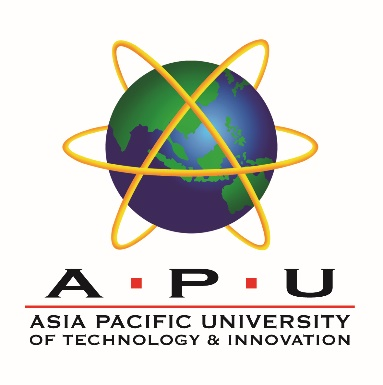 A·P·U
ASIA PACIFIC UNIVERSITY
OF TECHNOLOGY & INNOVATION